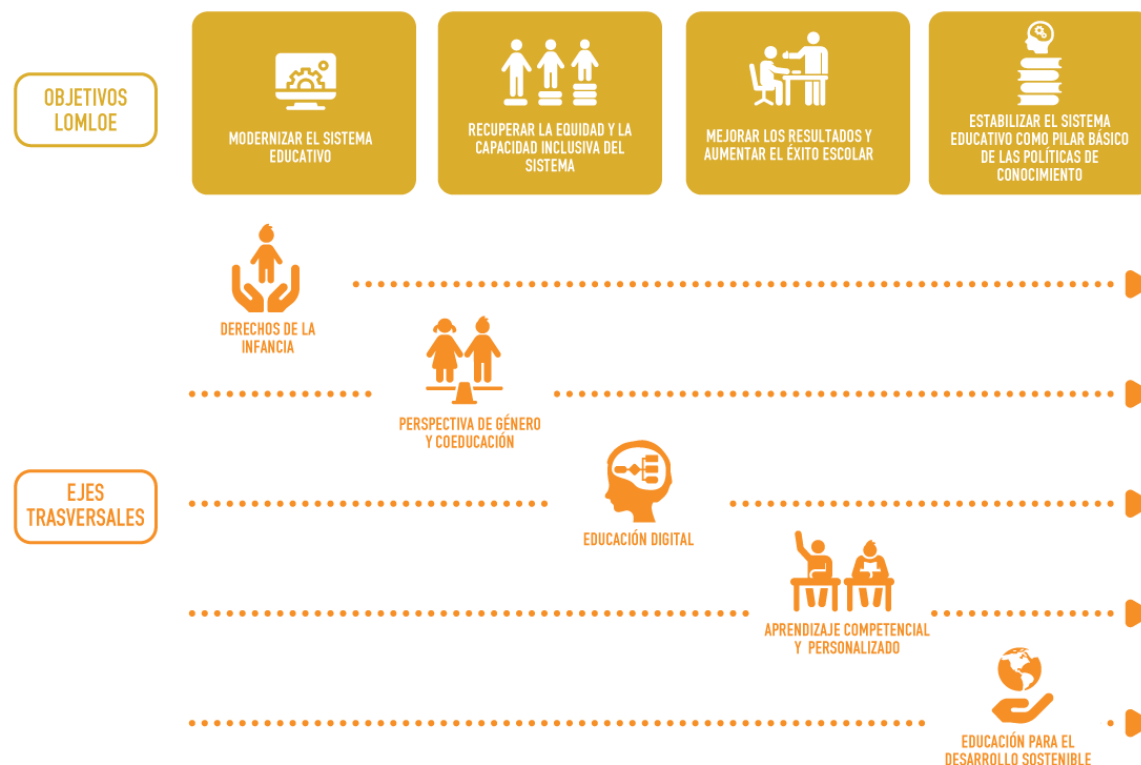 OBJETIVOS
LOMLOE
MODERNIZAR EL SISTEMA
EDUCATIVO
RECUPERAR LA EQUIDAD Y LA
CAPACIDAD INCLUSIVA DEL
SISTEMA
MEJORAR LOS RESULTADOS Y
AUMENTAR EL ÉXITO ESCOLAR
ESTABILIZAR EL SISTEMA
EDUCATIVO COMO PILAR BÁSICO
DE LAS POLÍTICAS DE
CONOCIMIENTO
EJES
TRASVERSALES
DERECHOS DE LA
INFANCIA
PERSPECTIVA DE GÉNERO
Y COEDUCACIÓN
EDUCACIÓN DIGITAL
APRENDIZAJE COMPETENCIAL
Y PERSONALIZADO
EDUCACIÓN PARA EL
DESARROLLO SOSTENIBLE